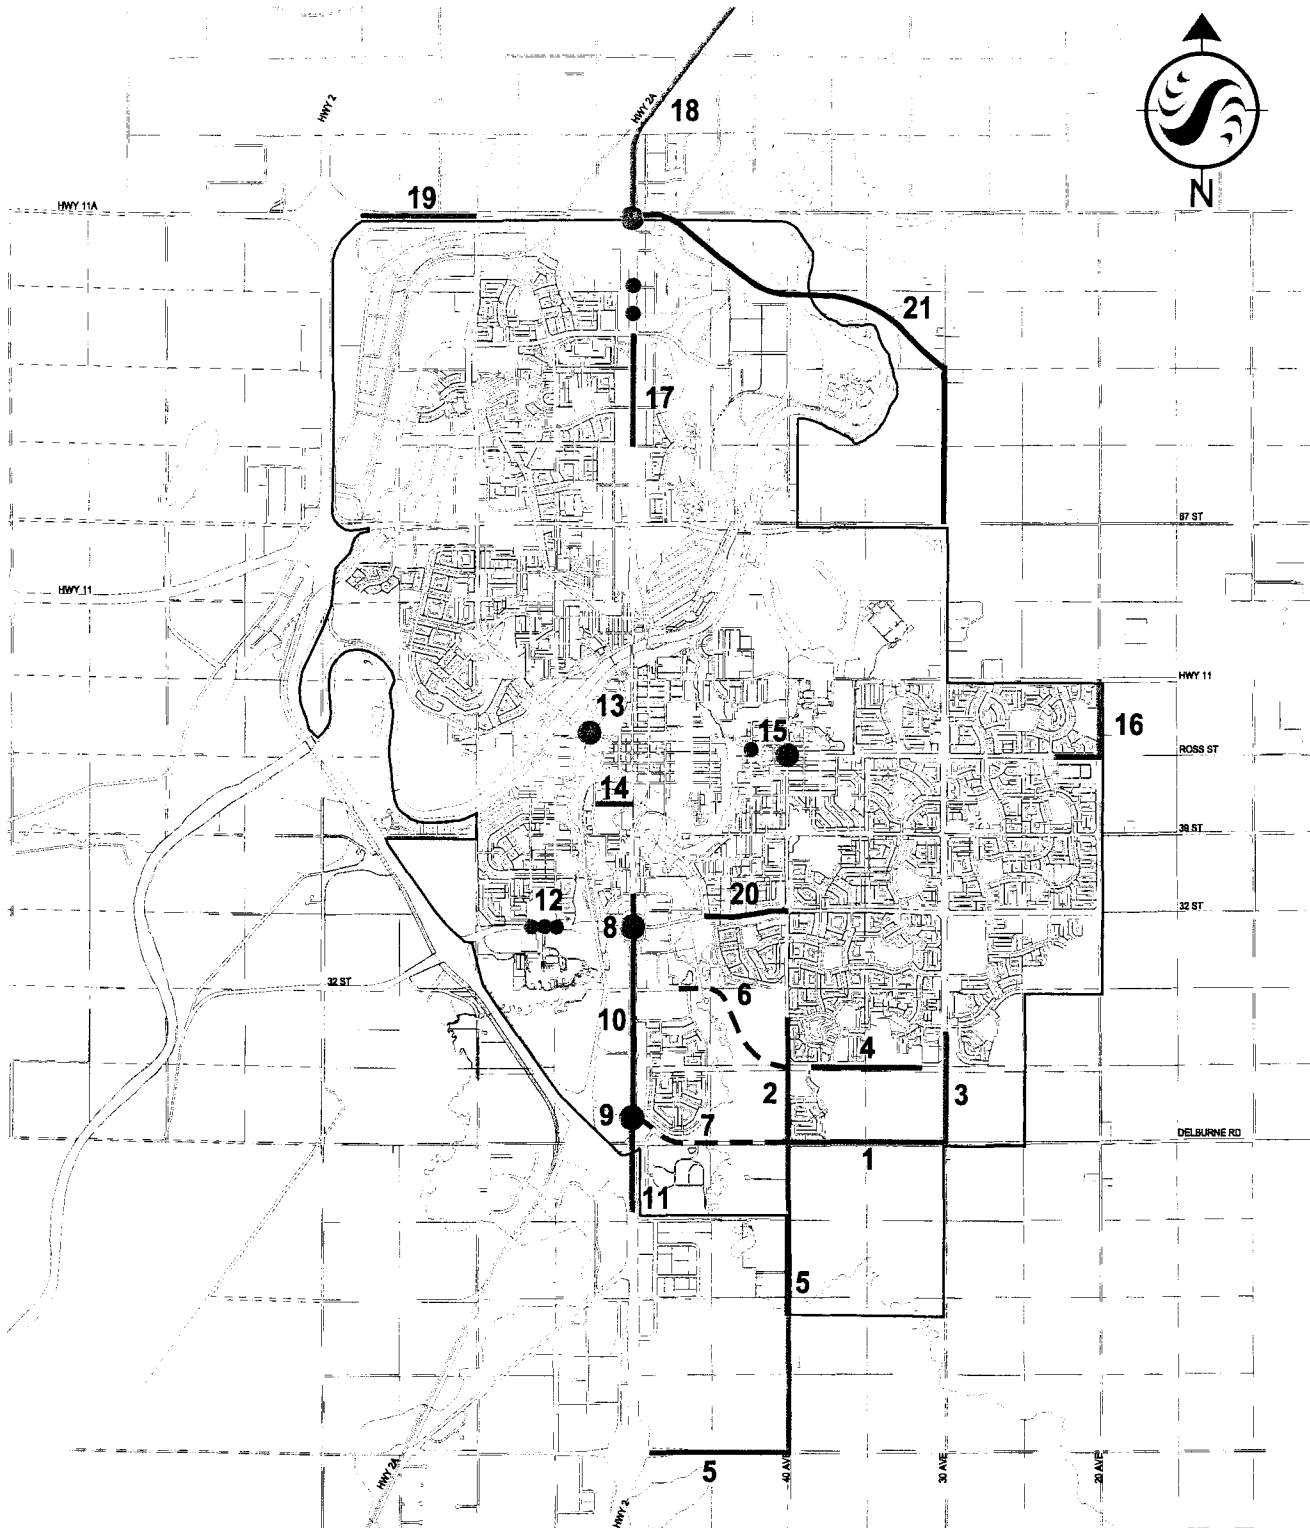 HWY 2
HWY 2A
18
N
19
HWY 11A
21
17
67 ST
HWY 11
HWY 11
13
15
16
ROSS ST
14
39 ST
20
32 ST
12
8
32 ST
6
10
4
2
3
9
7
DELBURNE RD
1
11
5
5
HWY 2A
40 AVE
30 AVE
20 AVE
HWY 2